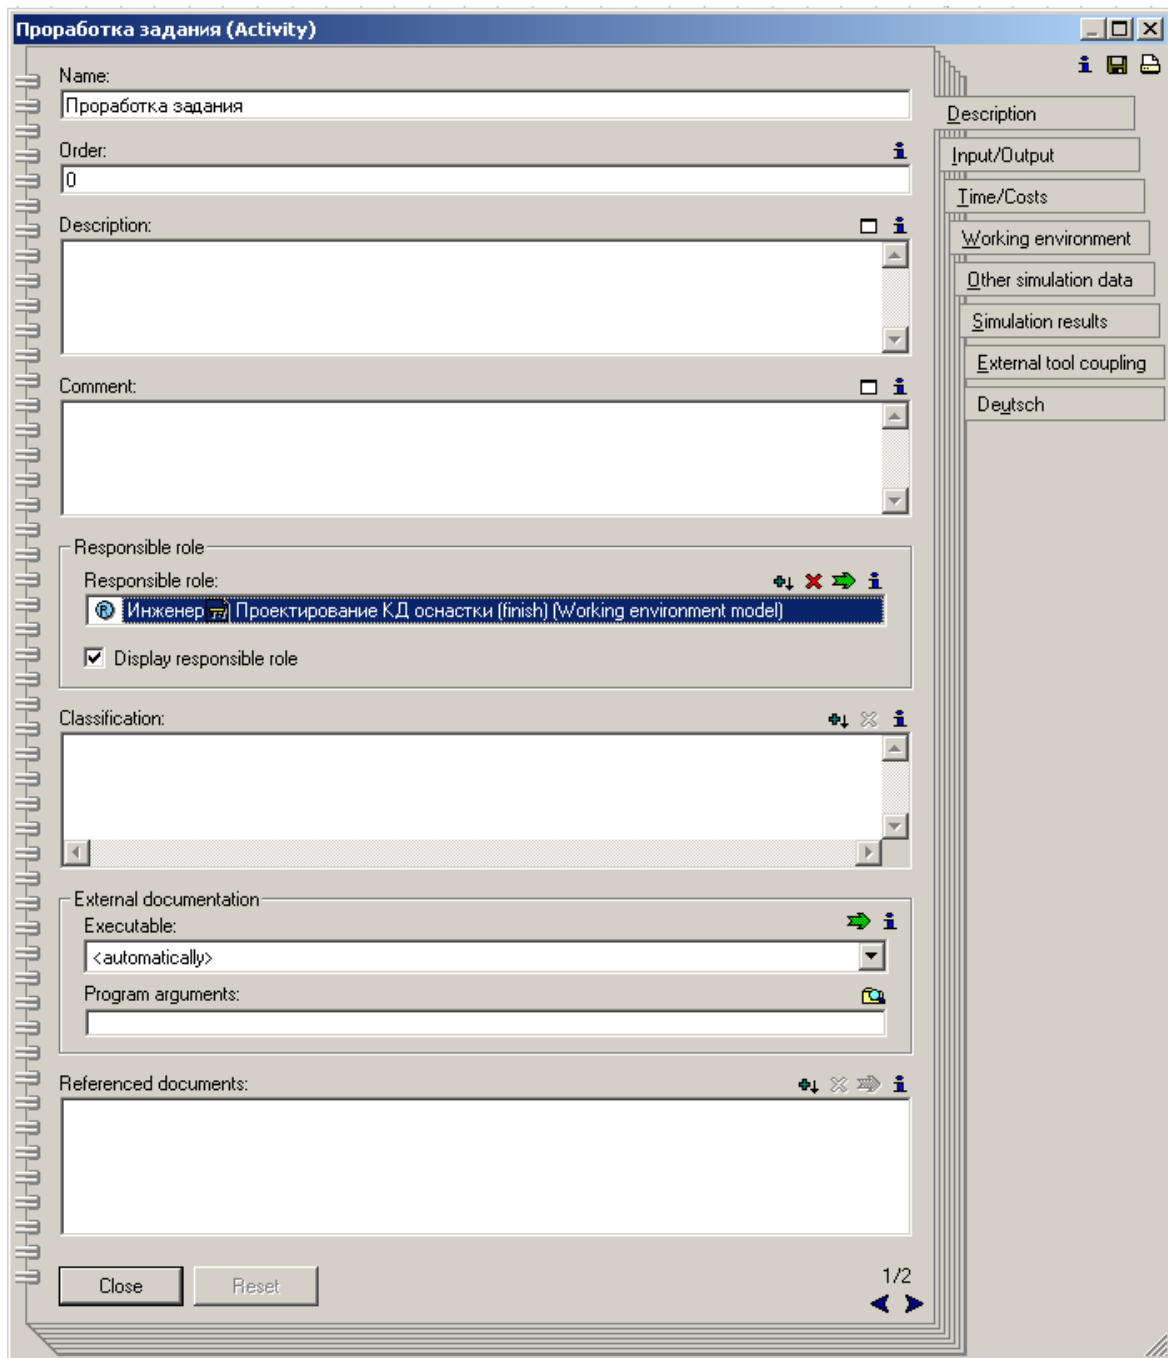 Проработка задания (Activity)
Name:
Проработка задания
Order:
0
Description:
Comment:
Responsible role
Responsible role:
Инженер Проектирование КД оснастки (finish) (Working environment model)
Display responsible role
Classification:
External documentation
Executable:
<automatically>
Program arguments:
Referenced documents:
Close
Reset
1/2
Description
Input/Output
Time/Costs
Working environment
Other simulation data
Simulation results
External tool coupling
Deutsch